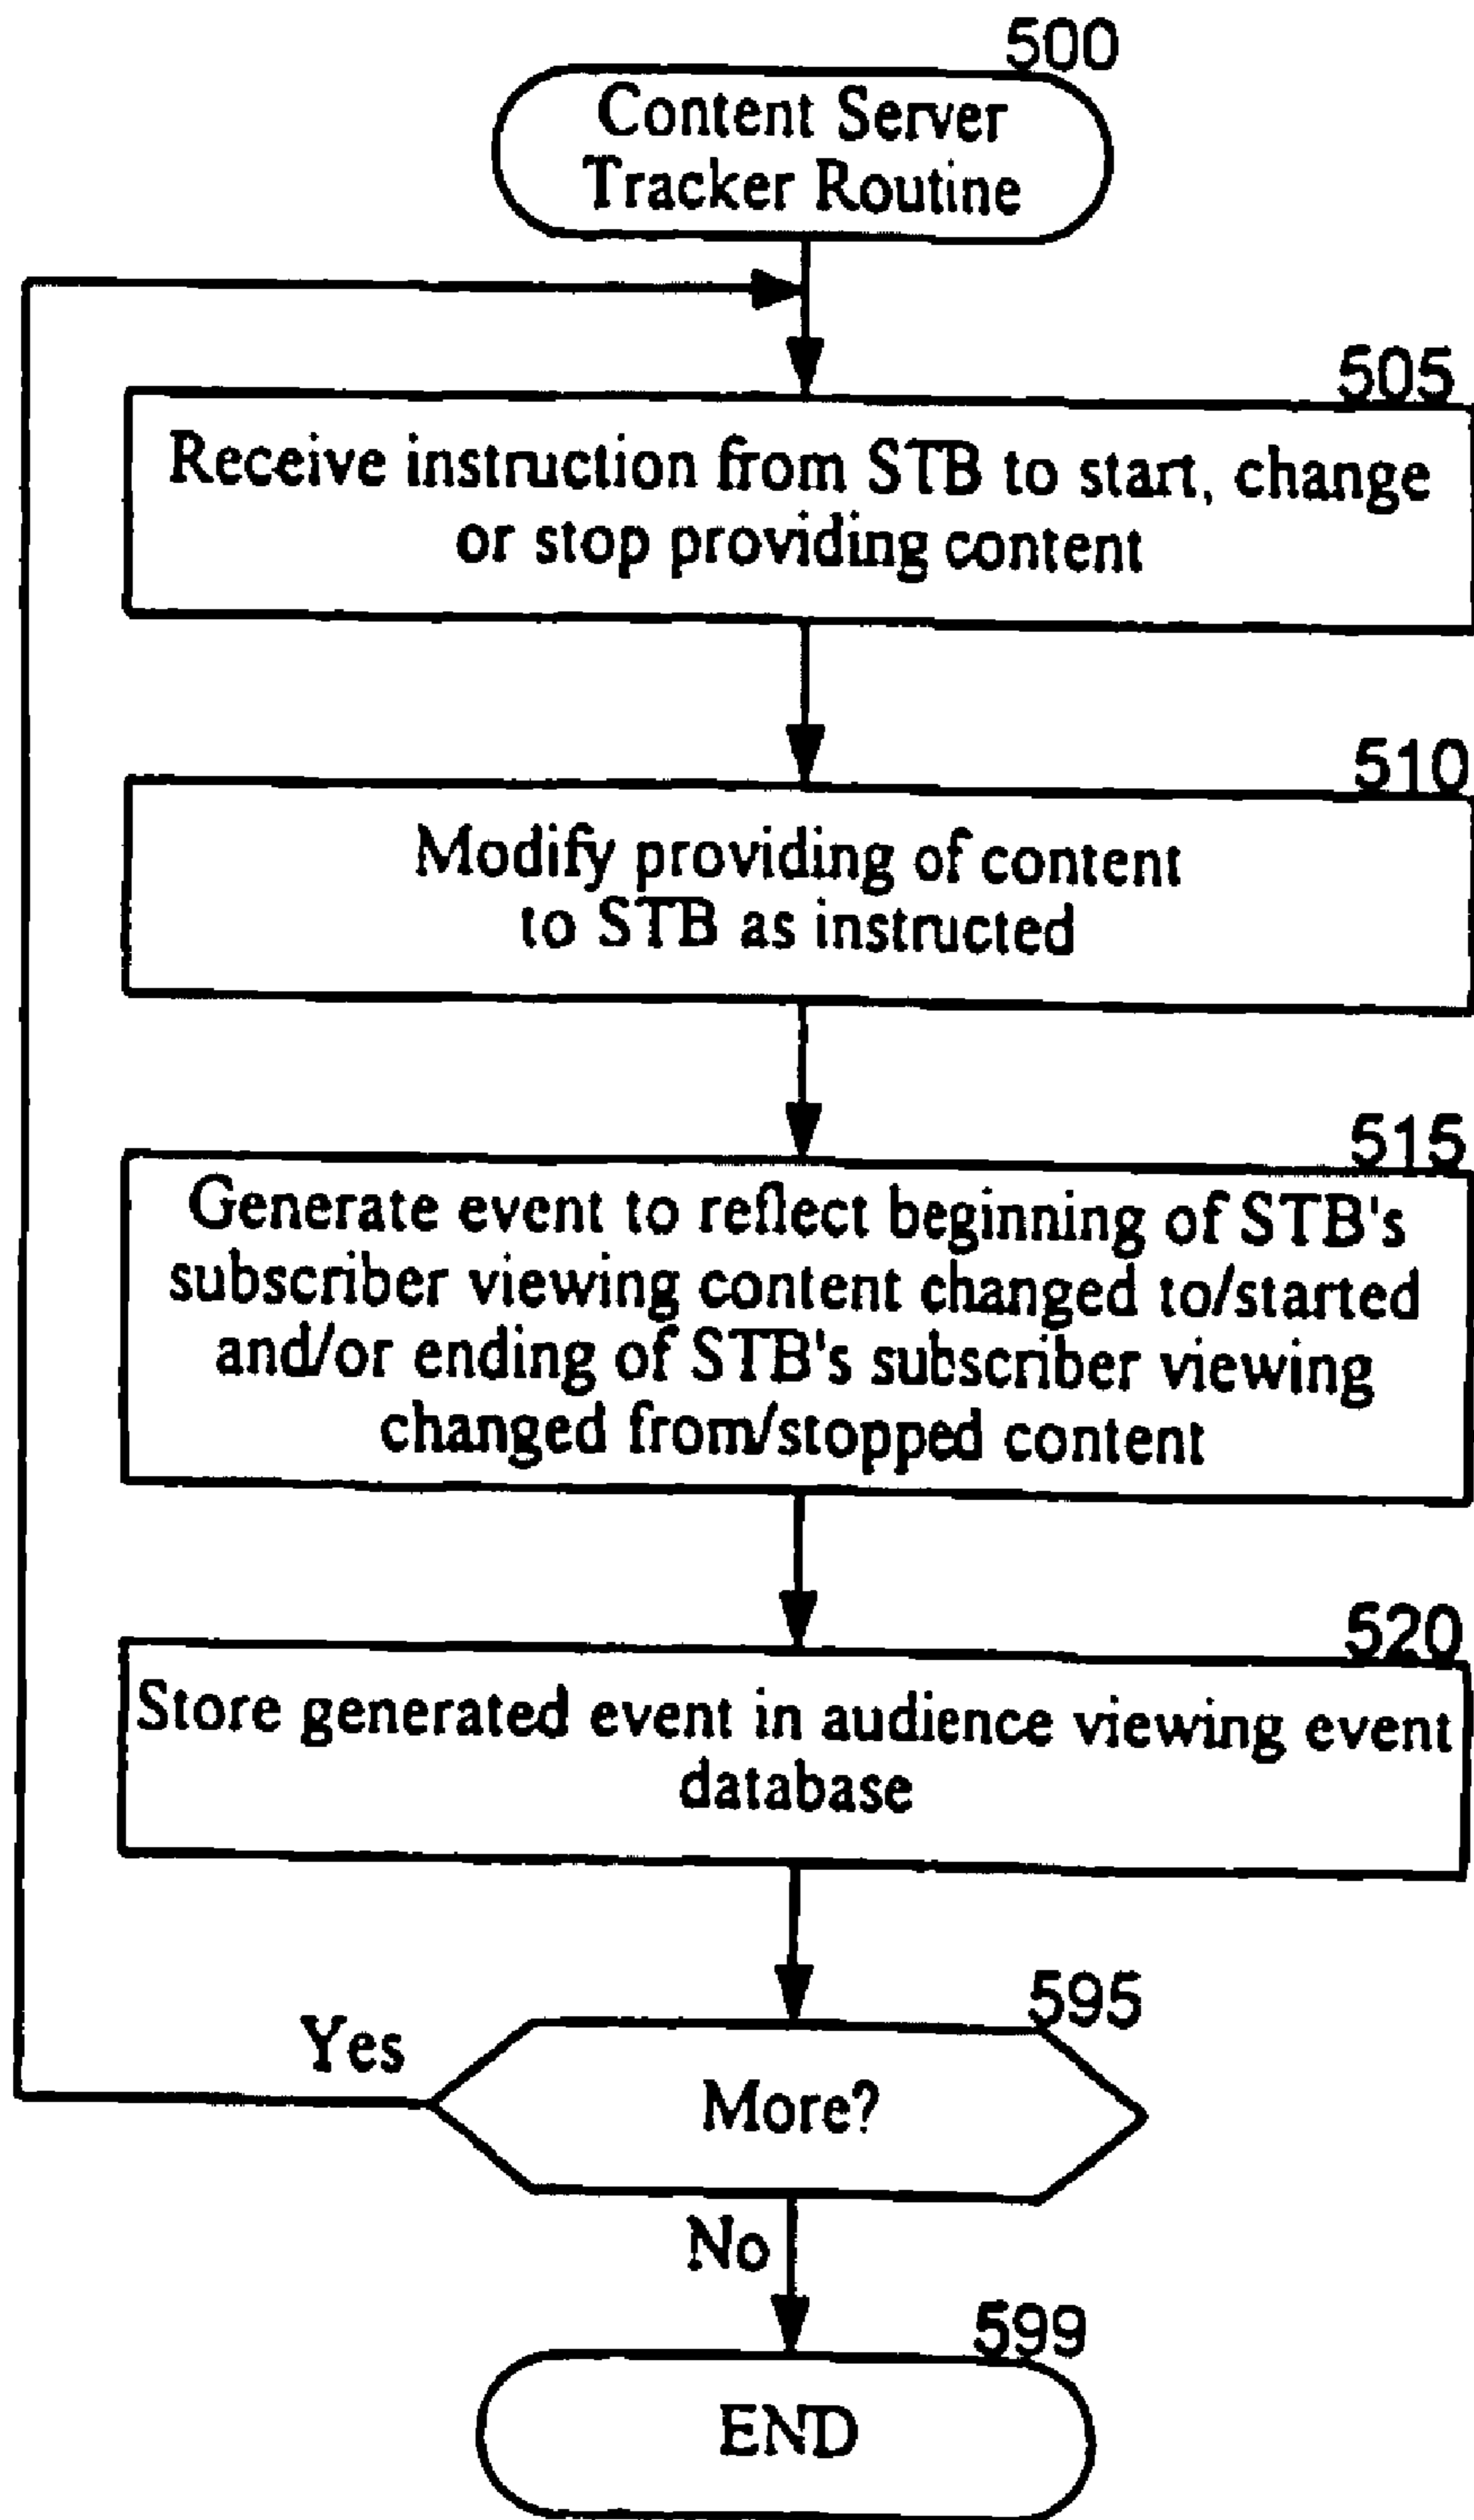 500
Content Server
Tracker Routine
505
Receive instruction from STB to start, change
or stop providing content
510
Modify providing of content
to STB as instructed
515
Generate event to reflect beginning of STB's
subscriber viewing content changed to/started
and/or ending of STB's subscriber viewing
changed from/stopped content
520
Store generated event in audience viewing event
database
595
Yes
More?
No
599
END